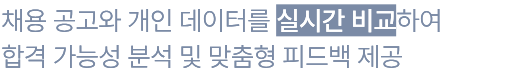 채용 공고와 개인 데이터를 실시간 비교하여
합격 가능성 분석 및 맞춤형 피드백 제공